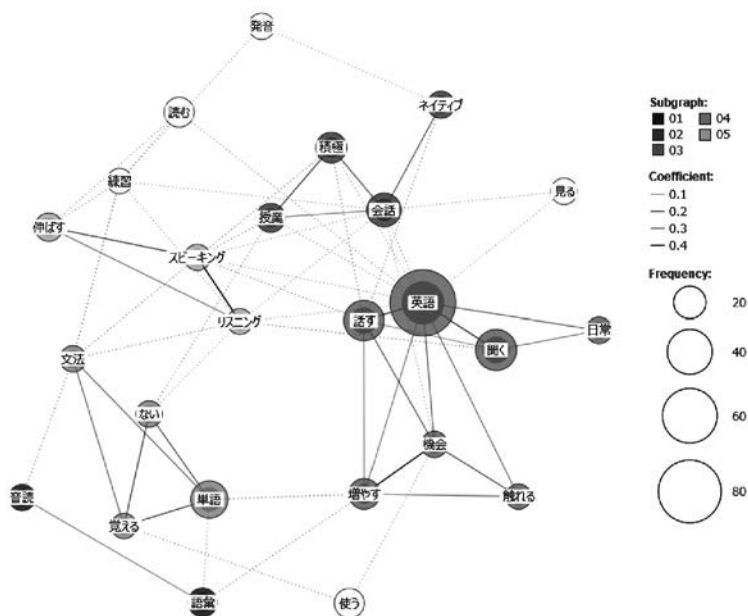 発音
ネイティブ
読む
積極
練習
見る
授業
会話
伸ばす
スピーキング
英語
話す
リスニング
日常
聞く
文法
ない
機会
音読
単語
増やす
触れる
覚える
語彙
使う
Subgraph:
01 04
02 05
03
Coefficient:
0.1
0.2
0.3
0.4
Frequency:
20
40
60
80